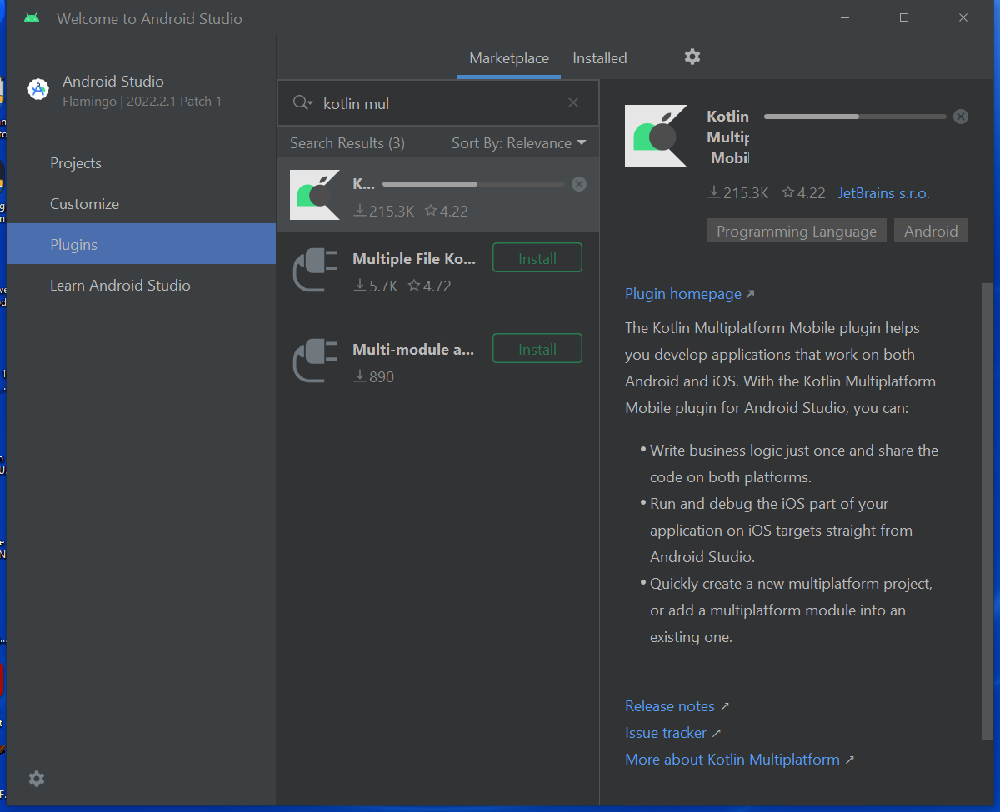 Welcome to Android Studio
Android Studio
Flamingo | 2022.2.1 Patch 1
Projects
Customize
Plugins
Learn Android Studio
Marketplace
Installed
kotlin mul
Search Results (3)
Sort By: Relevance
K...
215.3K 4.22
Multiple File Ko...
Install
5.7K 4.72
Multi-module a...
Install
890
Kotlin
Multip
Mobil
215.3K 4.22 JetBrains s.r.o.
Programming Language
Android
Plugin homepage
The Kotlin Multiplatform Mobile plugin helps
you develop applications that work on both
Android and iOS. With the Kotlin Multiplatform
Mobile plugin for Android Studio, you can:
• Write business logic just once and share the
code on both platforms.
• Run and debug the iOS part of your
application on iOS targets straight from
Android Studio.
• Quickly create a new multiplatform project,
or add a multiplatform module into an
existing one.
Release notes
Issue tracker
More about Kotlin Multiplatform